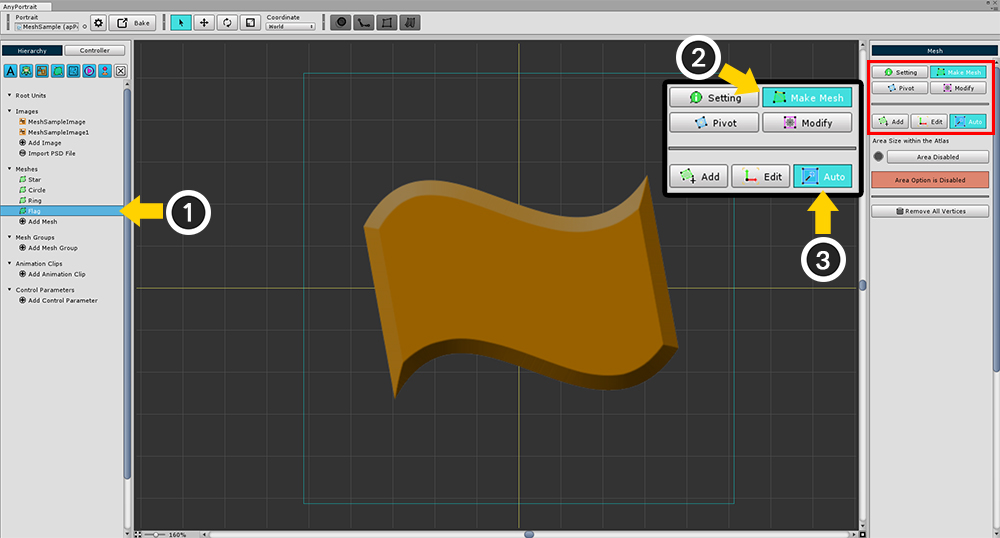 AnyPortrait
Portrait
MeshSample (apPo
Bake
Coordinate
World
Hierarchy
Controller
A
Root Units
Images
MeshSampleImage
MeshSampleImage1
Add Image
Import PSD File
Meshes
Star
Circle
Ring
Flag
Add Mesh
Mesh Groups
Add Mesh Group
Animation Clips
Add Animation Clip
Control Parameters
Add Control Parameter
1
2
Setting
Make Mesh
Pivot
Modify
Add
Edit
Auto
3
160%
Mesh
Setting
Make Mesh
Pivot
Modify
Add
Edit
Auto
Area Size within the Atlas
Area Disabled
Area Option is Disabled
Remove All Vertices